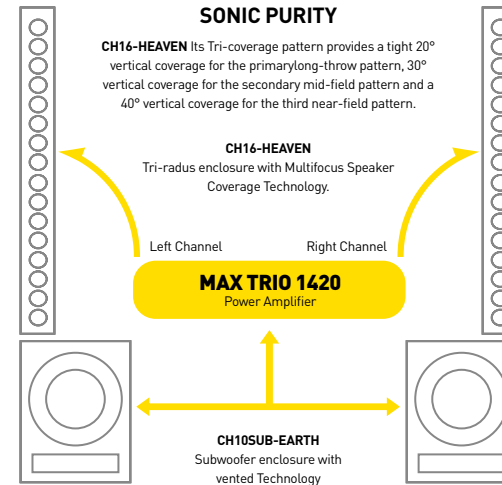 SONIC PURITY
CH16-HEAVEN Its Tri-coverage pattern provides a tight 20°
vertical coverage for the primarylong-throw pattern, 30°
vertical coverage for the secondary mid-field pattern and a
40° vertical coverage for the third near-field pattern.
CH16-HEAVEN
Tri-radus enclosure with Multifocus Speaker
Coverage Technology.
Left Channel
Right Channel
MAX TRIO 1420
Power Amplifier
CH10SUB-EARTH
Subwoofer enclosure with
vented Technology